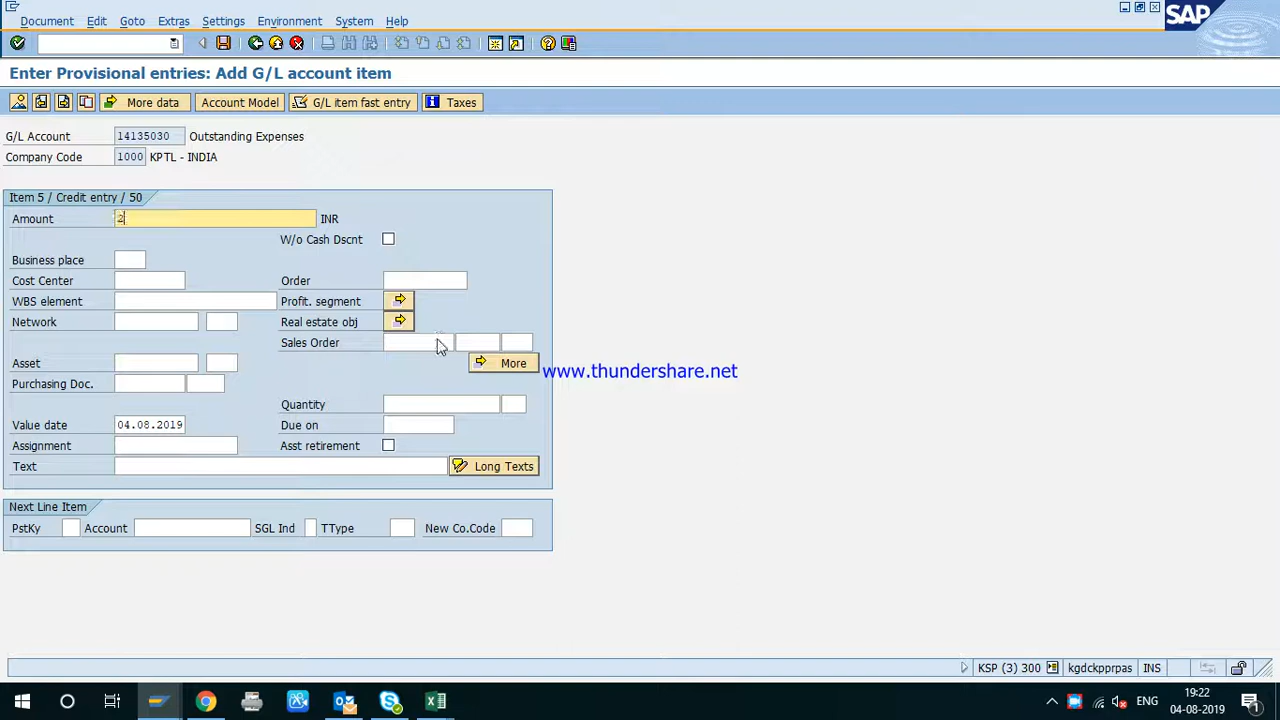 Document Edit Goto Extras Settings Environment System Help
SAP
Enter Provisional entries: Add G/L account item
More data Account Model G/L item fast entry Taxes
G/L Account 14135030 Outstanding Expenses
Company Code 1000 KPTL - INDIA
Item 5 / Credit entry / 50
Amount 2 INR
W/o Cash Dscnt
Business place
Cost Center Order
WBS element Profit. segment
Network Real estate obj
Sales Order
Asset More
www.thundershare.net
Purchasing Doc.
Quantity
Value date 04.08.2019 Due on
Assignment Asst retirement
Text Long Texts
Next Line Item
PstKy Account SGL Ind TType New Co.Code
KSP (3) 300 kgdckpprpas INS
ENG 19:22
04-08-2019
1